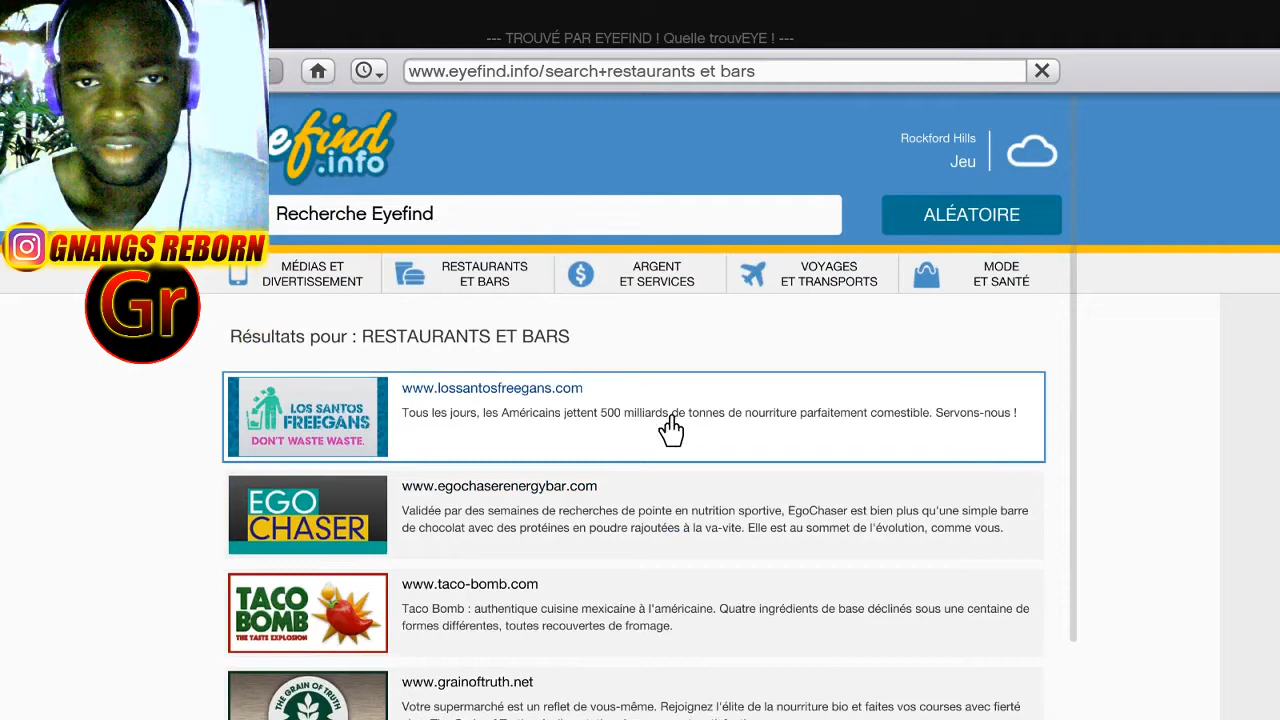 --- TROUVÉ PAR EYEFIND ! Quelle trouvEYE ! ---
www.eyefind.info/search+restaurants et bars
efind
.info
Rockford Hills
Jeu
Recherche Eyefind
ALÉATOIRE
GNANGS REBORN
Gr
MÉDIAS ET
DIVERTISSEMENT
RESTAURANTS
ET BARS
ARGENT
ET SERVICES
VOYAGES
ET TRANSPORTS
MODE
ET SANTÉ
Résultats pour : RESTAURANTS ET BARS
LOS SANTOS
FREEGANS
DON'T WASTE WASTE.
www.lossantosfreegans.com
Tous les jours, les Américains jettent 500 milliards de tonnes de nourriture parfaitement comestible. Servons-nous !
EGO
CHASER
www.egochaserenergybar.com
Validée par des semaines de recherches de pointe en nutrition sportive, EgoChaser est bien plus qu'une simple barre
de chocolat avec des protéines en poudre rajoutées à la va-vite. Elle est au sommet de l'évolution, comme vous.
TACO
BOMB
THE TASTE EXPLOSION
www.taco-bomb.com
Taco Bomb : authentique cuisine mexicaine à l'américaine. Quatre ingrédients de base déclinés sous une centaine de
formes différentes, toutes recouvertes de fromage.
THE GRAIN OF TRUTH
www.grainoftruth.net
Votre supermarché est un reflet de vous-même. Rejoignez l'élite de la nourriture bio et faites vos courses avec fierté